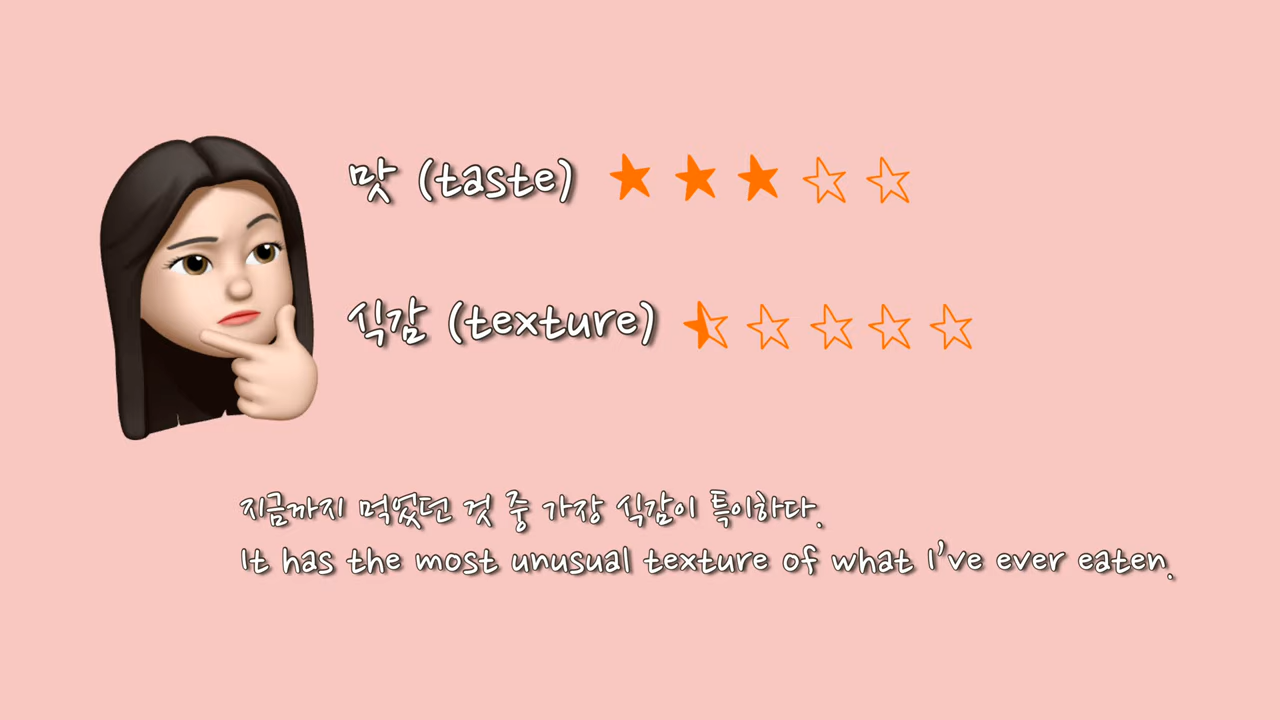 맛 (taste)
식감 (texture)
지금까지 먹었던 것 중 가장 식감이 특이하다.
It has the most unusual texture of what I've ever eaten.